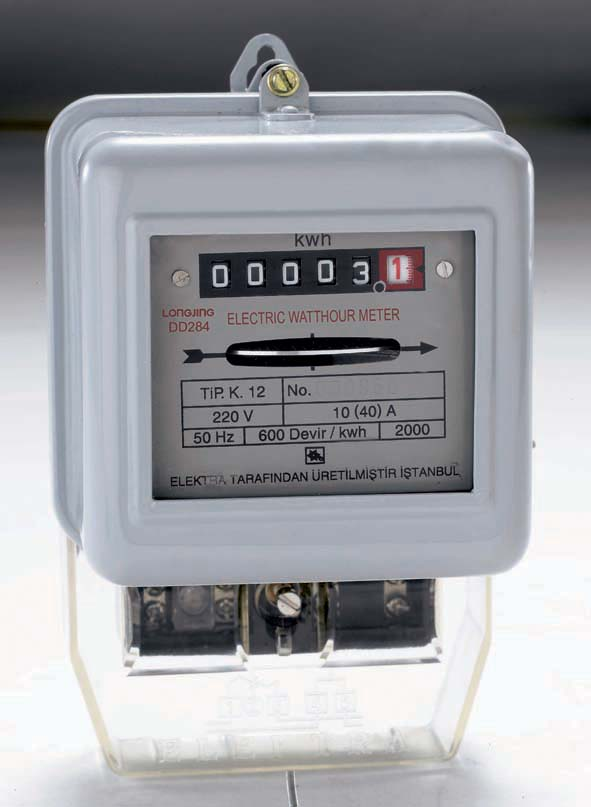 kwh
0 0 0 0 3 1
LONGJING
DD284
ELECTRIC WATTHOUR METER
TiP. K. 12 No.
220 V 10 (40) A
50 Hz 600 Devir / kwh 2000
ELEKTRA TARAFINDAN ÜRETİLMİŞTİR İSTANBUL